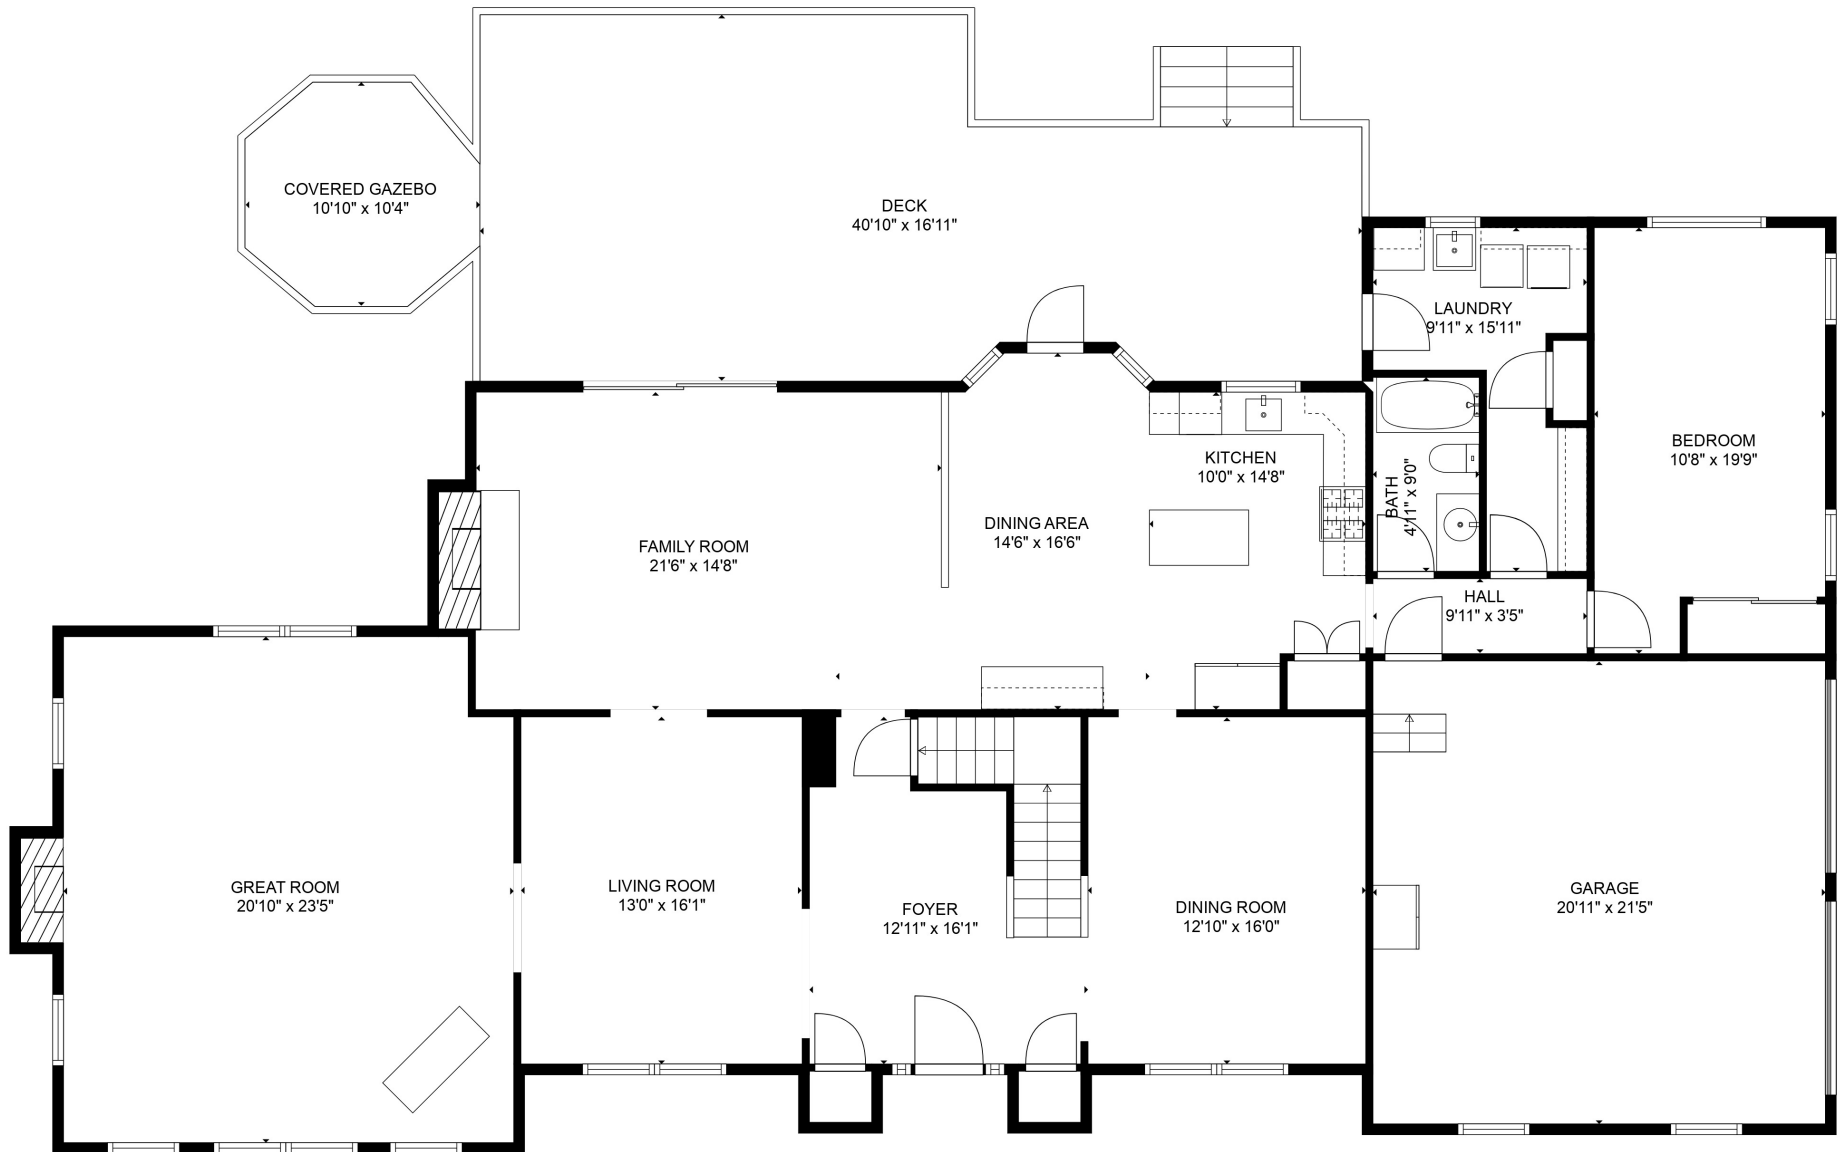 COVERED GAZEBO
10'10" x 10'4"
DECK
40'10" x 16'11"
LAUNDRY
9'11" x 15'11"
BEDROOM
10'8" x 19'9"
KITCHEN
10'0" x 14'8"
BATH
4'11" x 9'0"
DINING AREA
14'6" x 16'6"
FAMILY ROOM
21'6" x 14'8"
HALL
9'11" x 3'5"
GREAT ROOM
20'10" x 23'5"
LIVING ROOM
13'0" x 16'1"
FOYER
12'11" x 16'1"
DINING ROOM
12'10" x 16'0"
GARAGE
20'11" x 21'5"